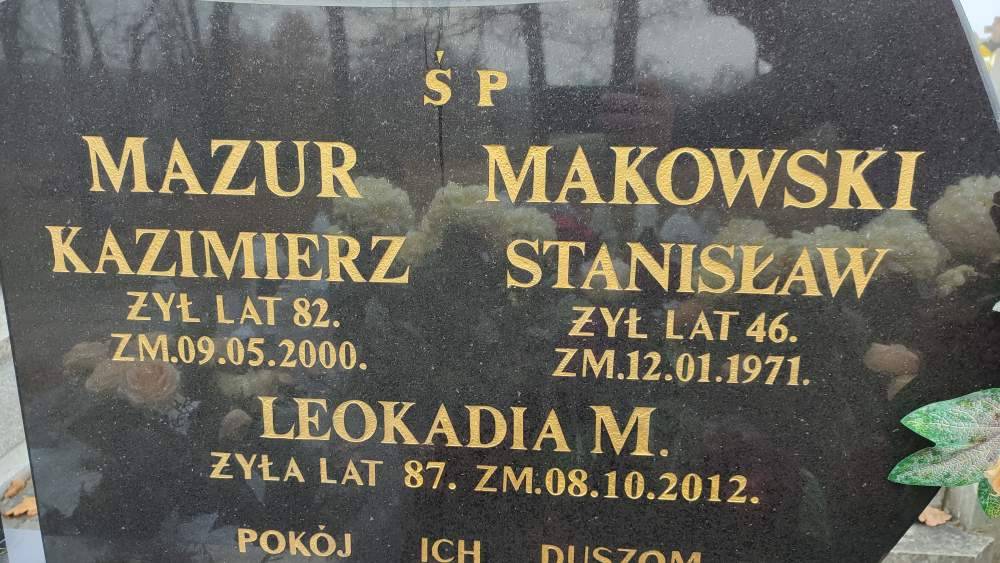 Ś P
MAZUR MAKOWSKI
KAZIMIERZ STANISŁAW
ŻYŁ LAT 82. ŻYŁ LAT 46.
ZM.09.05.2000. ZM.12.01.1971.
LEOKADIA M.
ŻYŁA LAT 87. ZM.08.10.2012.
POKÓJ ICH DUSZOM